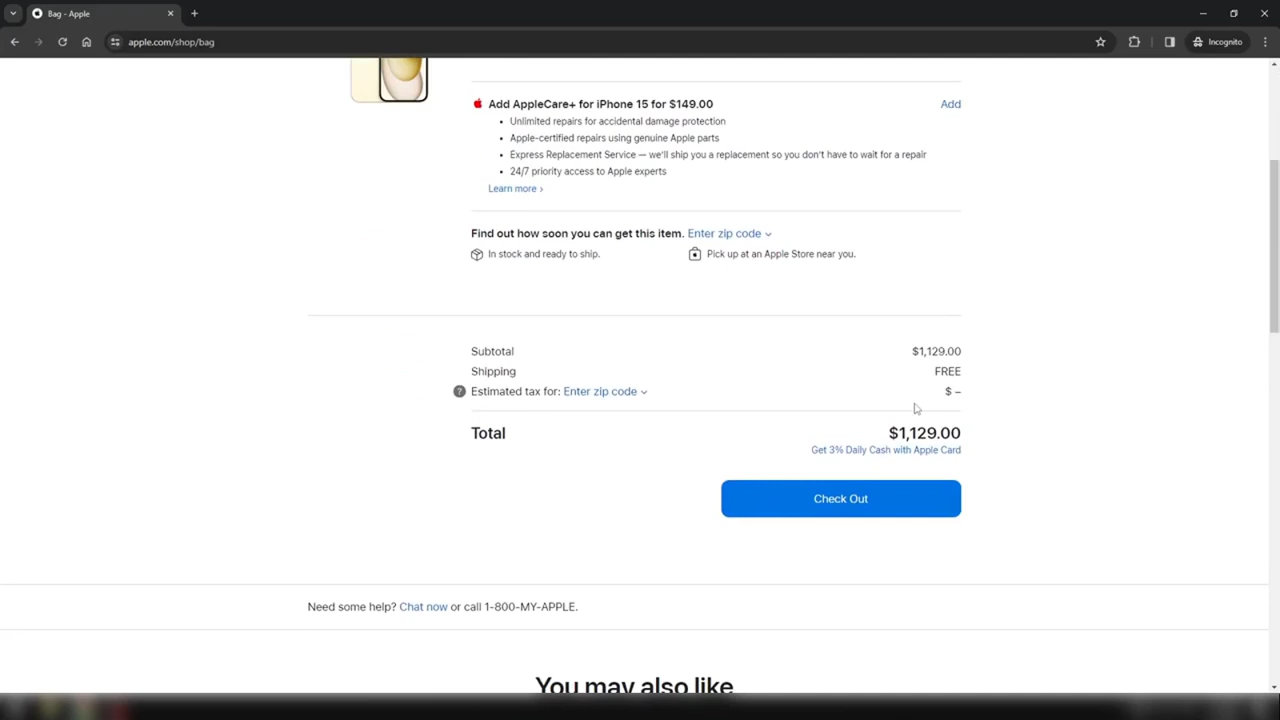 Bag - Apple
apple.com/shop/bag
Incognito
Add AppleCare+ for iPhone 15 for $149.00
Add
• Unlimited repairs for accidental damage protection
• Apple-certified repairs using genuine Apple parts
• Express Replacement Service — we'll ship you a replacement so you don't have to wait for a repair
• 24/7 priority access to Apple experts
Learn more ›
Find out how soon you can get this item. Enter zip code
In stock and ready to ship.
Pick up at an Apple Store near you.
Subtotal $1,129.00
Shipping FREE
? Estimated tax for: Enter zip code $ –
Total $1,129.00
Get 3% Daily Cash with Apple Card
Check Out
Need some help? Chat now or call 1-800-MY-APPLE.
You may also like